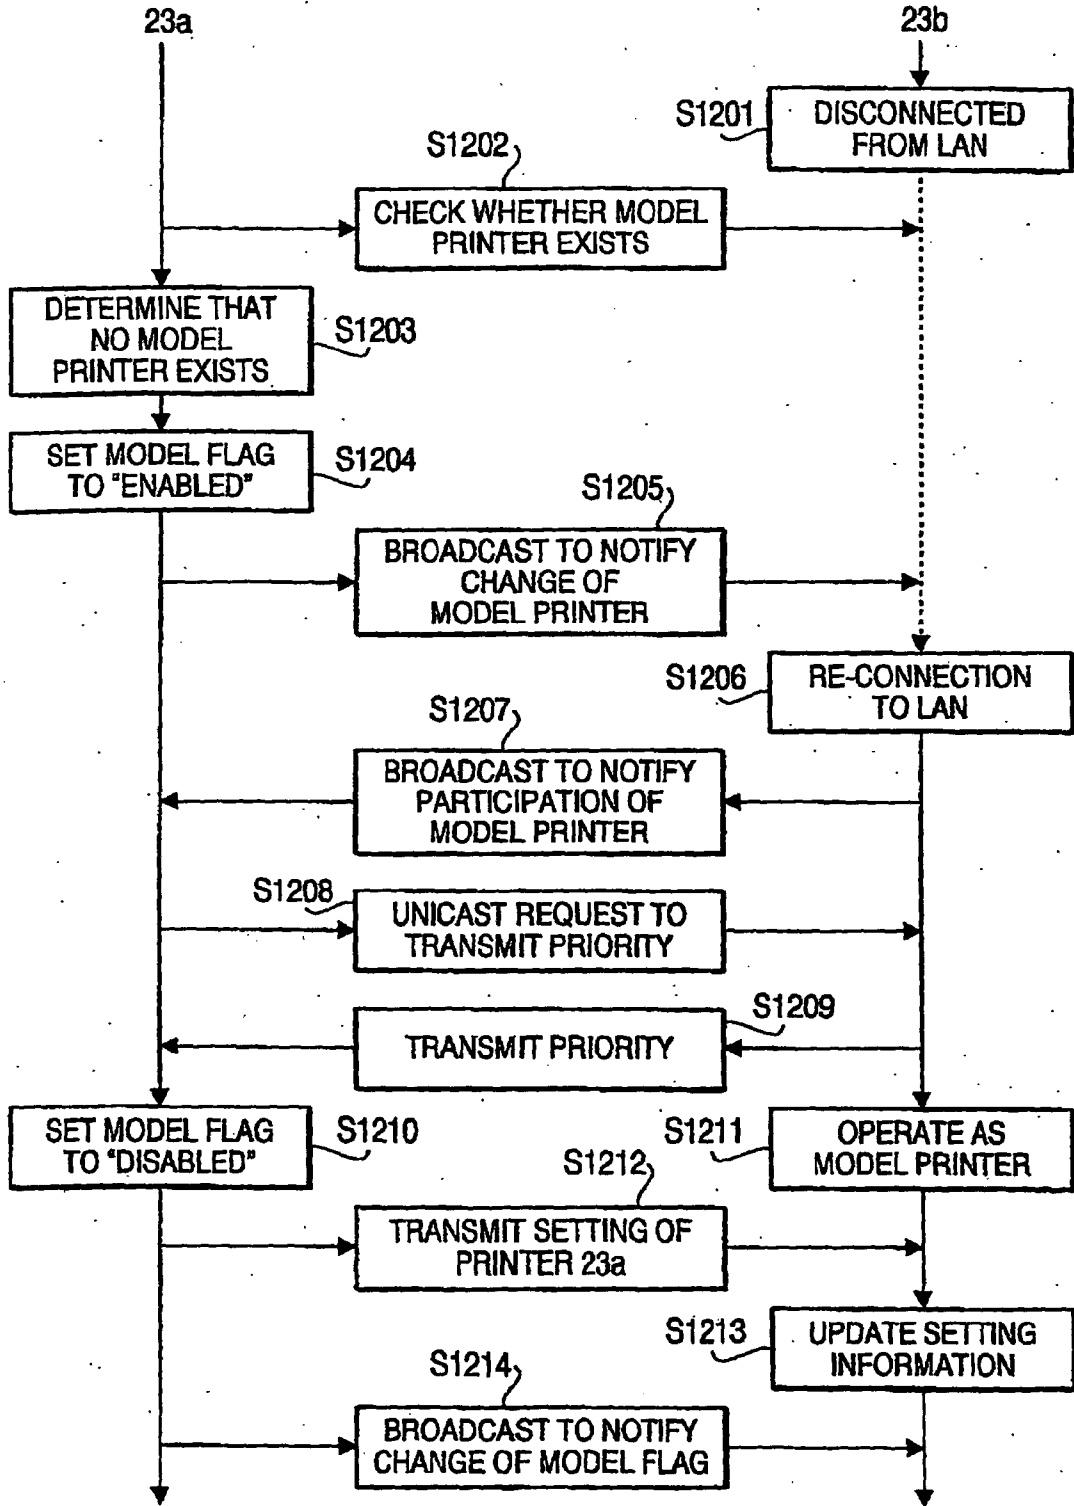 23a
23b
S1201
DISCONNECTED
FROM LAN
S1202
CHECK WHETHER MODEL
PRINTER EXISTS
DETERMINE THAT
NO MODEL
PRINTER EXISTS
S1203
SET MODEL FLAG
TO "ENABLED"
S1204
S1205
BROADCAST TO NOTIFY
CHANGE OF
MODEL PRINTER
S1206
RE-CONNECTION
TO LAN
S1207
BROADCAST TO NOTIFY
PARTICIPATION OF
MODEL PRINTER
S1208
UNICAST REQUEST TO
TRANSMIT PRIORITY
S1209
TRANSMIT PRIORITY
SET MODEL FLAG
TO "DISABLED"
S1210
S1211
OPERATE AS
MODEL PRINTER
S1212
TRANSMIT SETTING OF
PRINTER 23a
S1213
UPDATE SETTING
INFORMATION
S1214
BROADCAST TO NOTIFY
CHANGE OF MODEL FLAG